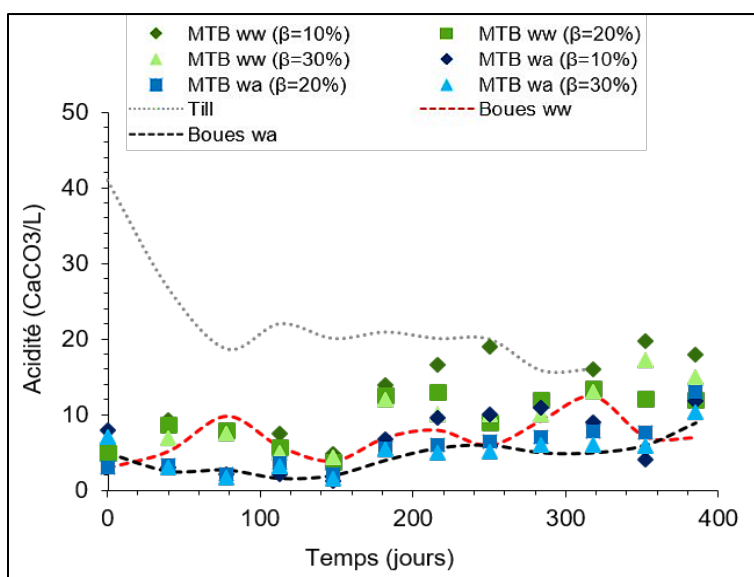 MTB ww (β=10%) MTB ww (β=20%)
MTB ww (β=30%) MTB wa (β=10%)
MTB wa (β=20%) MTB wa (β=30%)
Till Boues ww
Boues wa
50
40
30
20
10
0
Acidité (CaCO3/L)
0 100 200 300 400
Temps (jours)